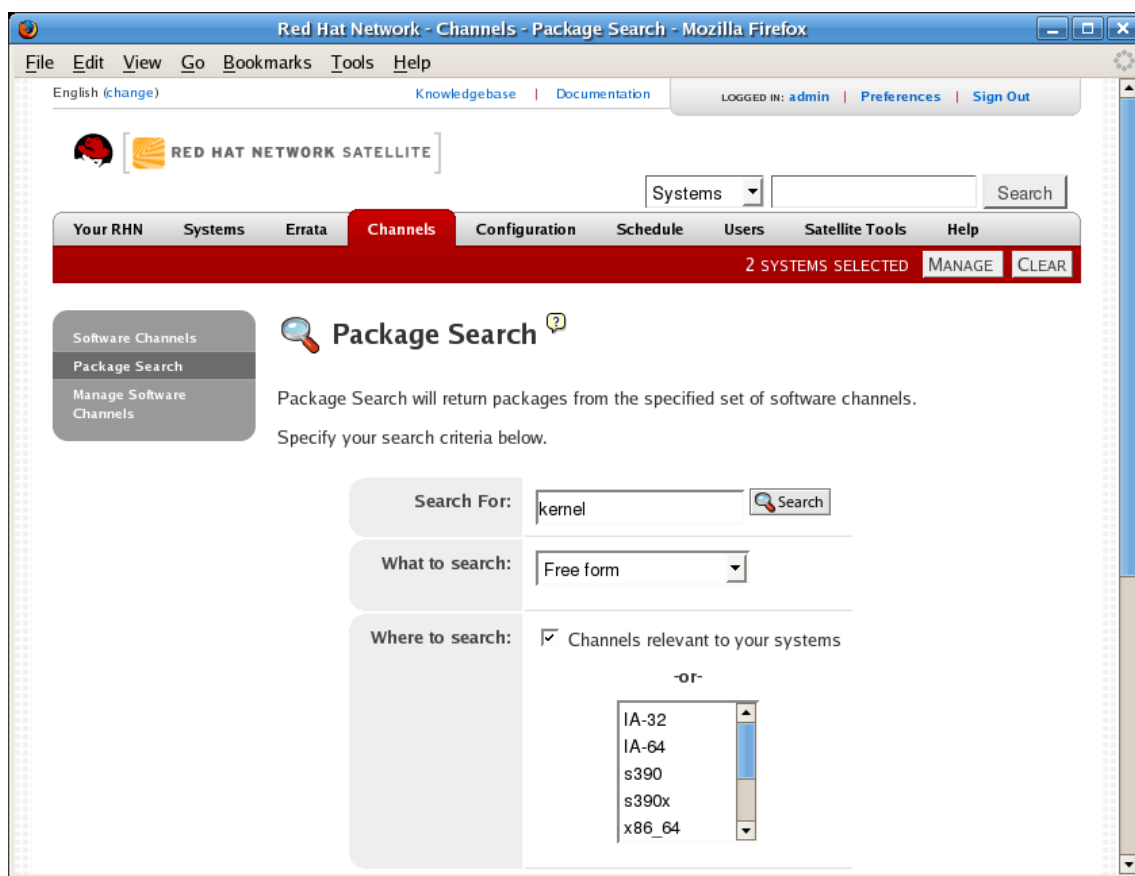 Red Hat Network - Channels - Package Search - Mozilla Firefox
File Edit View Go Bookmarks Tools Help
English (change) Knowledgebase | Documentation LOGGED IN: admin | Preferences | Sign Out
RED HAT NETWORK SATELLITE
Systems Search
Your RHN Systems Errata Channels Configuration Schedule Users Satellite Tools Help
2 SYSTEMS SELECTED MANAGE CLEAR
Software Channels
Package Search
Manage Software
Channels
Package Search ?
Package Search will return packages from the specified set of software channels.
Specify your search criteria below.
Search For: kernel Search
What to search: Free form
Where to search: Channels relevant to your systems
-or-
IA-32
IA-64
s390
s390x
x86_64